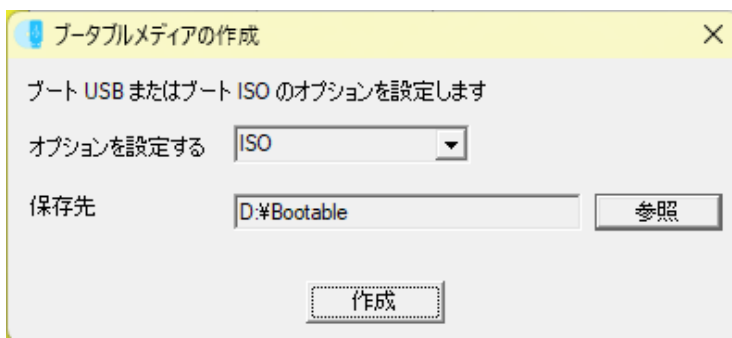 ブータブルメディアの作成
ブート USB またはブート ISO のオプションを設定します
オプションを設定する ISO
保存先 D:¥Bootable 参照
作成